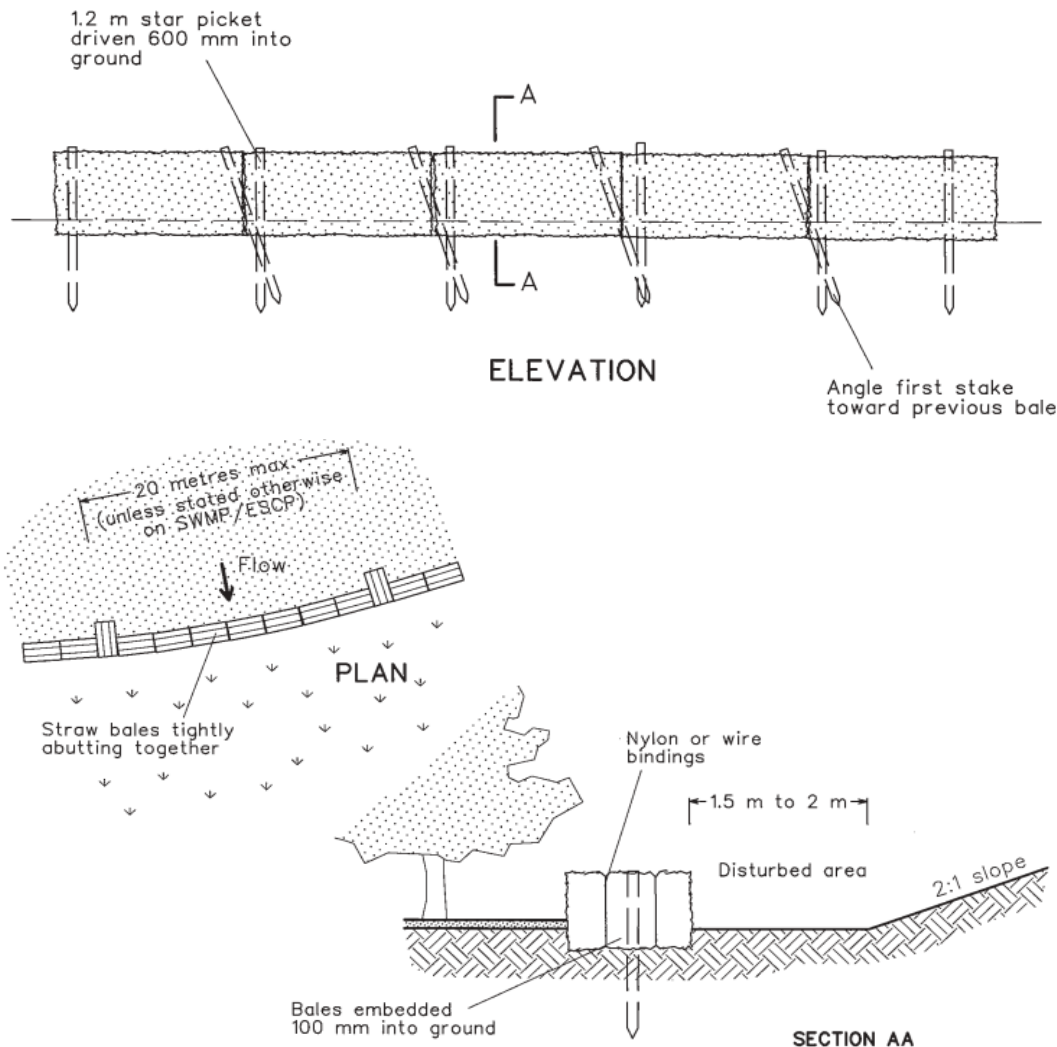 1.2 m star picket
driven 600 mm into
ground
A
A
ELEVATION
Angle first stake
toward previous bale
20 metres max.
(unless stated otherwise
on SWMP/ESCP)
Flow
PLAN
Straw bales tightly
abutting together
Nylon or wire
bindings
1.5 m to 2 m
Disturbed area
2:1 slope
Bales embedded
100 mm into ground
SECTION AA